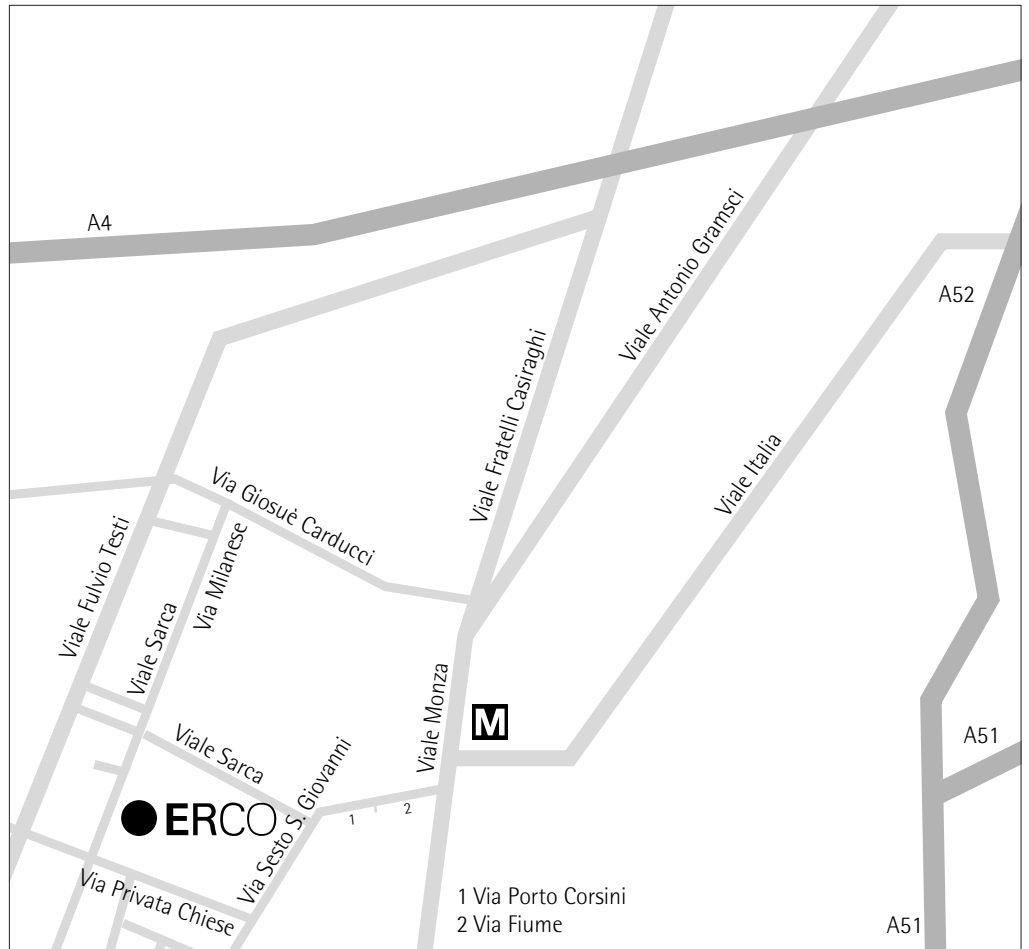 A4
Viale Antonio Gramsci
A52
Viale Fratelli Casiraghi
Viale Italia
Via Giosuè Carducci
Viale Fulvio Testi
Via Milanese
Viale Sarca
Viale Monza
M
A51
Viale Sarca
Via Sesto S. Giovanni
ERCO
1
2
Via Privata Chiese
1 Via Porto Corsini
2 Via Fiume
A51